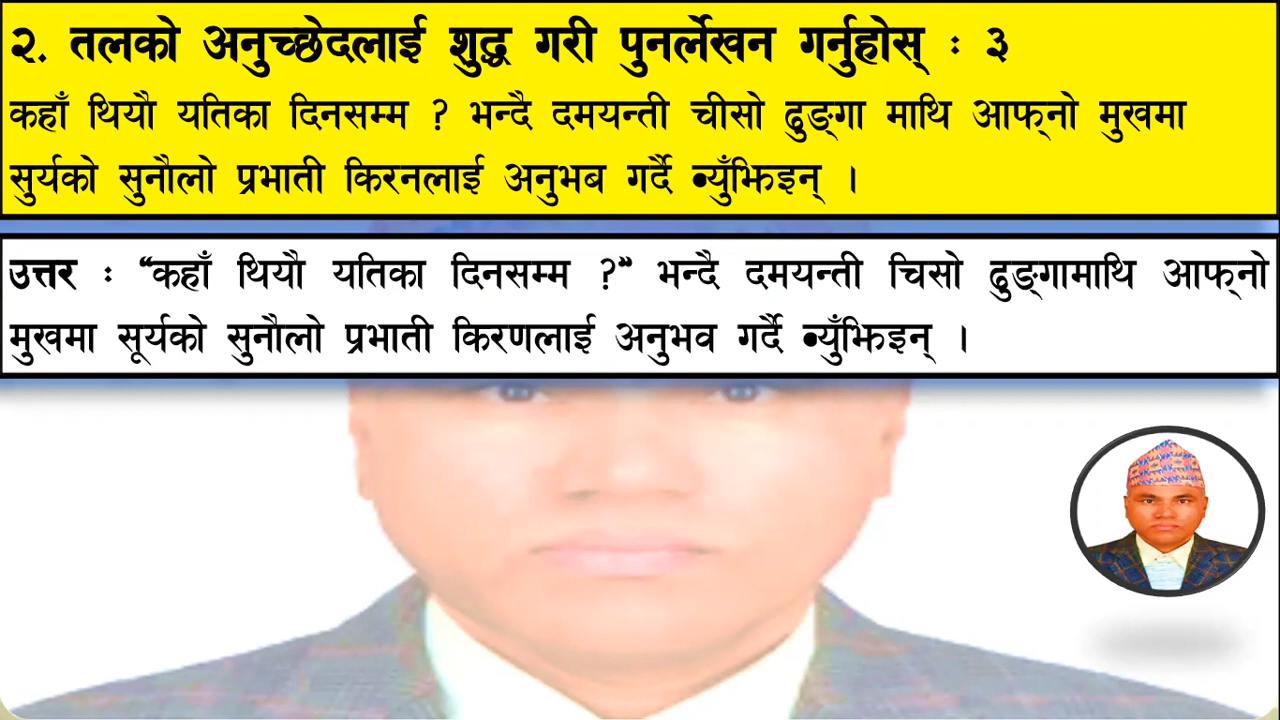 २. तलको अनुच्छेदलाई शुद्ध गरी पुनर्लेखन गर्नुहोस् : ३
कहाँ थियौ यतिका दिनसम्म ? भन्दै दमयन्ती चीसो ढुङ्गा माथि आफ्नो मुखमा
सुर्यको सुनौलो प्रभाती किरनलाई अनुभब गर्दै ब्युँझिइन् ।
उत्तर : “कहाँ थियौ यतिका दिनसम्म ?” भन्दै दमयन्ती चिसो ढुङ्गामाथि आफ्नो
मुखमा सूर्यको सुनौलो प्रभाती किरणलाई अनुभव गर्दै ब्युँझिइन् ।